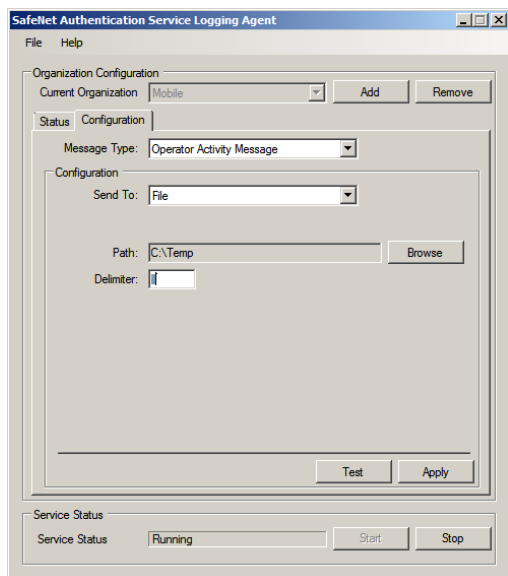 SafeNet Authentication Service Logging Agent
File Help
Organization Configuration
Current Organization Mobile Add Remove
Status Configuration
Message Type: Operator Activity Message
Configuration
Send To: File
Path: C:\Temp Browse
Delimiter:
Test Apply
Service Status
Service Status Running Start Stop